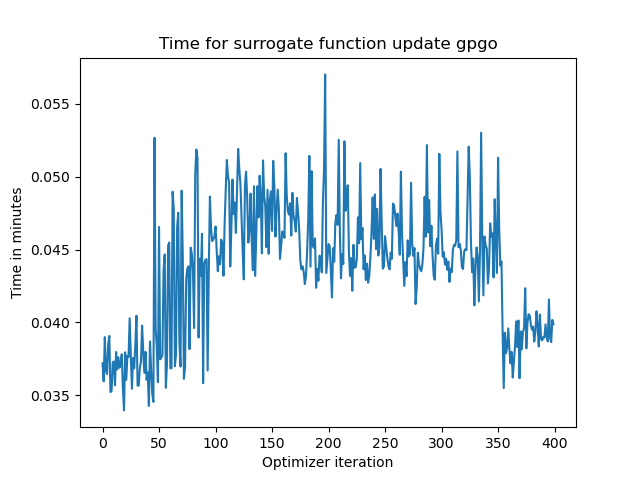 Time for surrogate function update gpgo
0.055
0.050
0.045
0.040
0.035
Time in minutes
0 50 100 150 200 250 300 350 400
Optimizer iteration